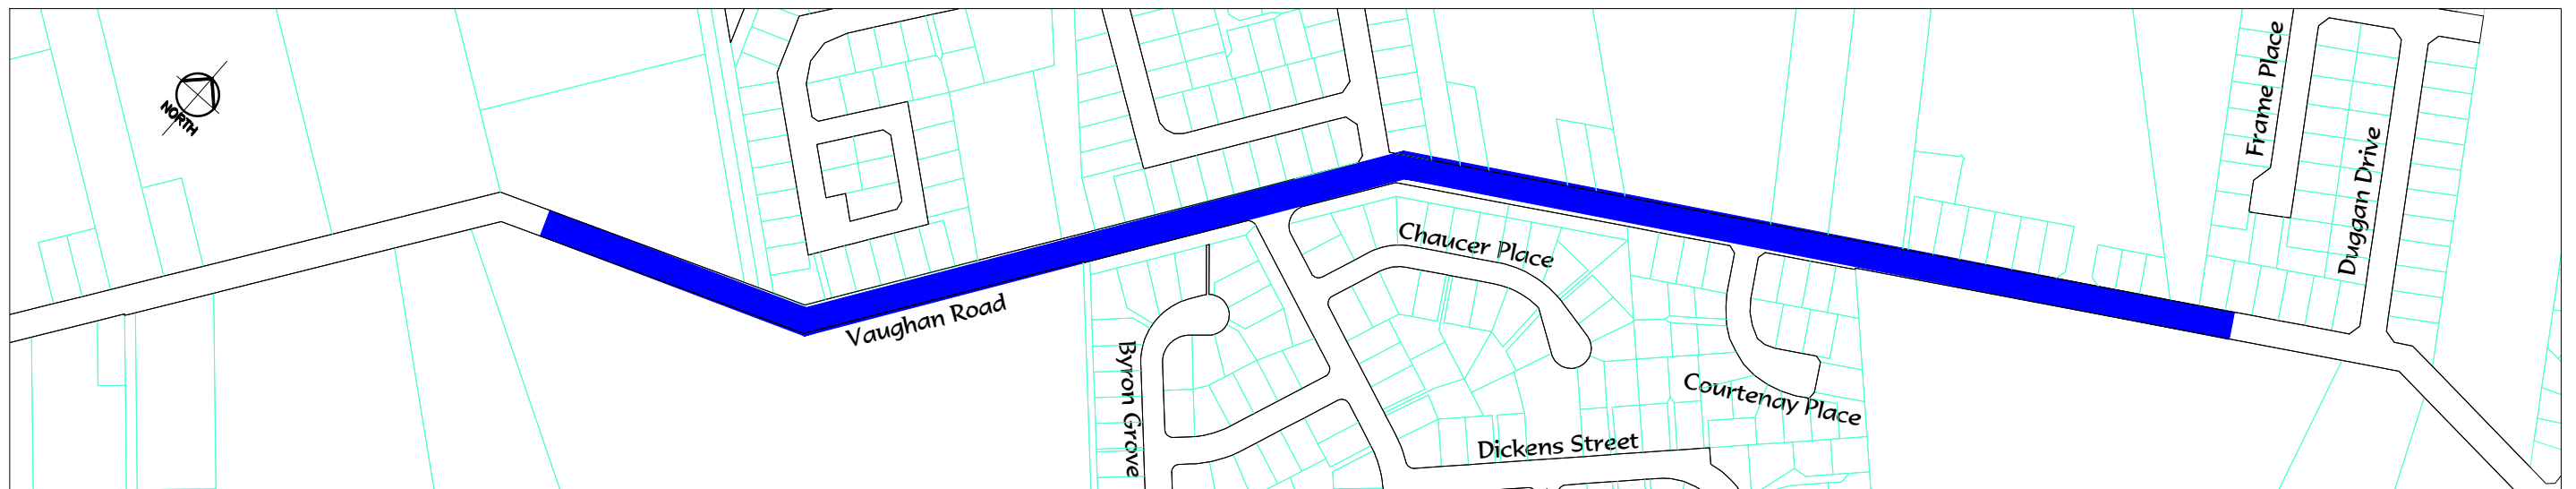 NORTH
Frame Place
Duggan Drive
Chaucer Place
Vaughan Road
Byron Grove
Courtenay Place
Dickens Street